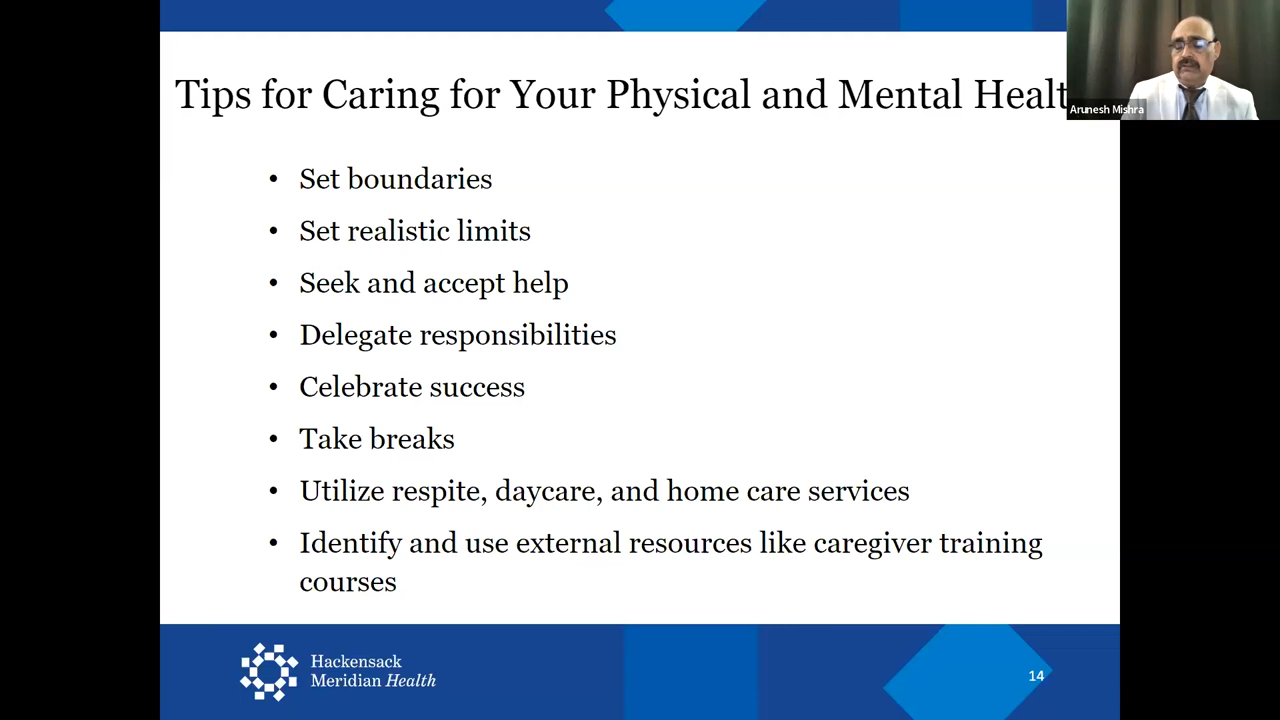 Tips for Caring for Your Physical and Mental Healt
Arunesh Mishra
• Set boundaries
• Set realistic limits
• Seek and accept help
• Delegate responsibilities
• Celebrate success
• Take breaks
• Utilize respite, daycare, and home care services
• Identify and use external resources like caregiver training
courses
Hackensack
Meridian Health
14